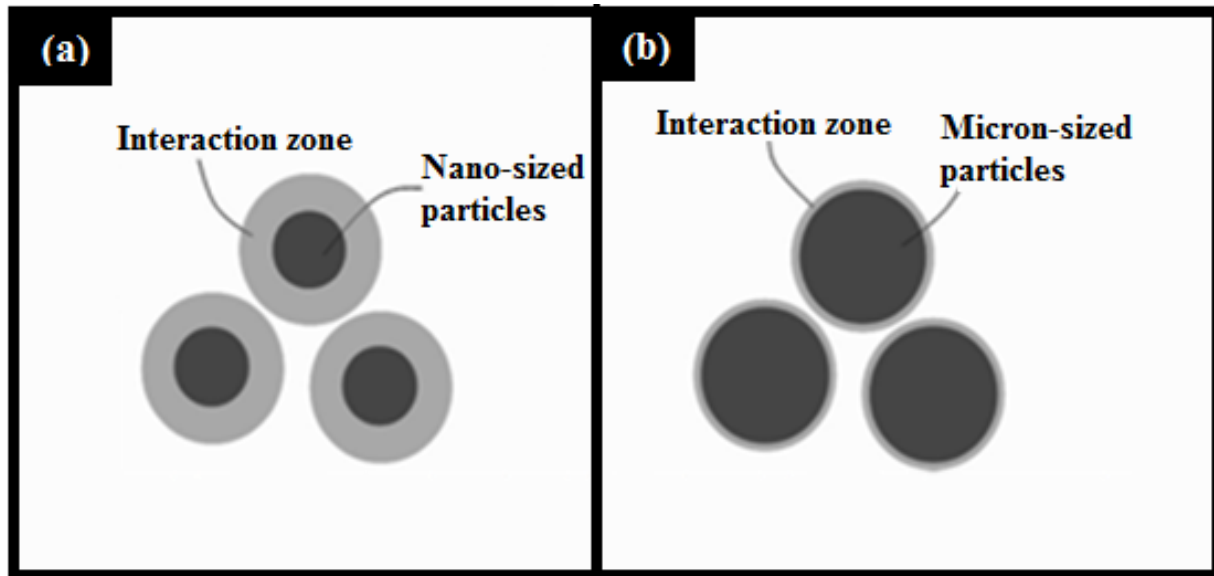 (a)
Interaction zone
Nano-sized
particles
(b)
Interaction zone
Micron-sized
particles